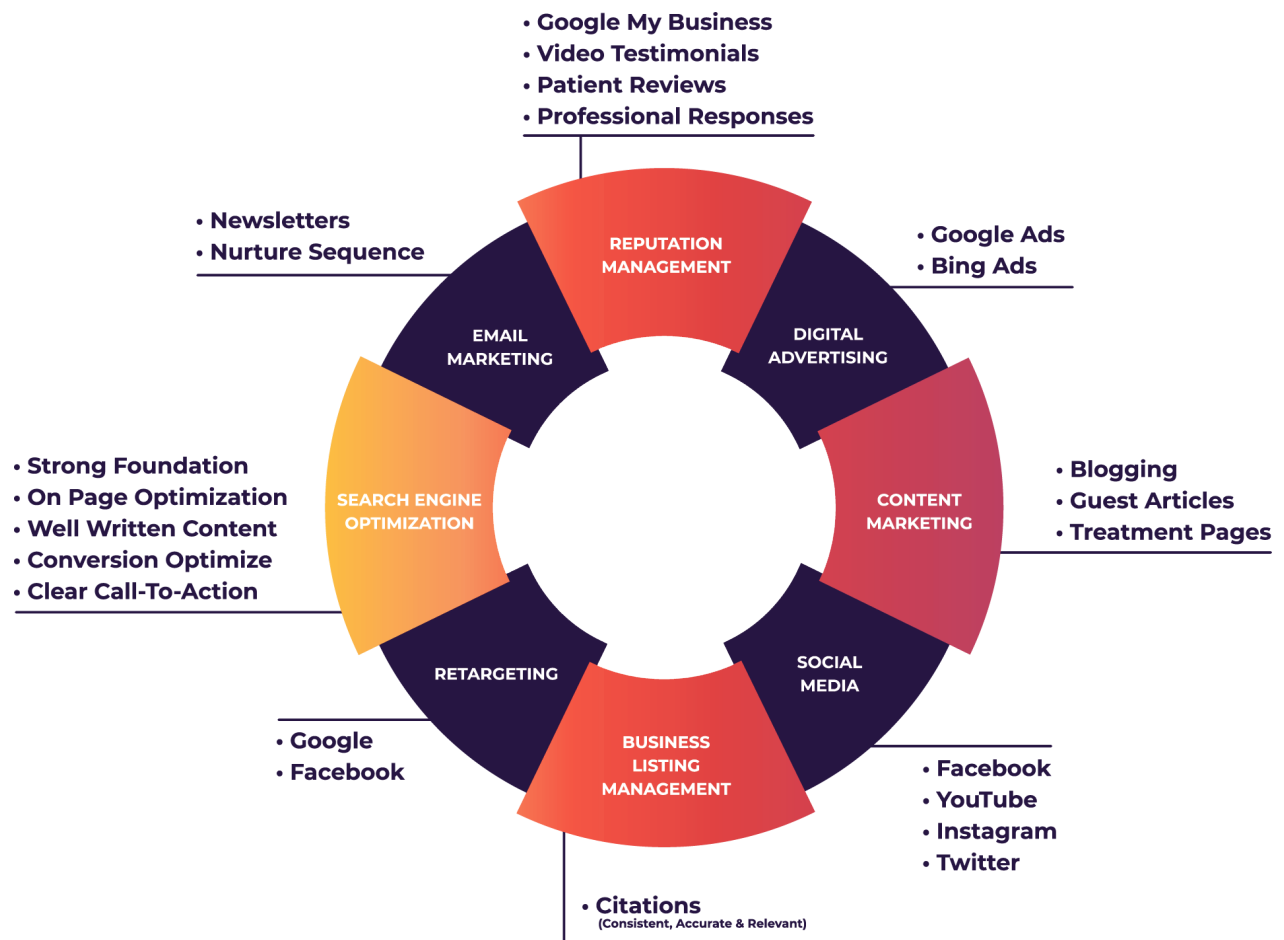 • Google My Business
• Video Testimonials
• Patient Reviews
• Professional Responses
REPUTATION
MANAGEMENT
• Google Ads
• Bing Ads
DIGITAL
ADVERTISING
• Blogging
• Guest Articles
• Treatment Pages
CONTENT
MARKETING
• Facebook
• YouTube
• Instagram
• Twitter
SOCIAL
MEDIA
• Citations
(Consistent, Accurate & Relevant)
BUSINESS
LISTING
MANAGEMENT
• Google
• Facebook
RETARGETING
• Strong Foundation
• On Page Optimization
• Well Written Content
• Conversion Optimize
• Clear Call-To-Action
SEARCH ENGINE
OPTIMIZATION
• Newsletters
• Nurture Sequence
EMAIL
MARKETING